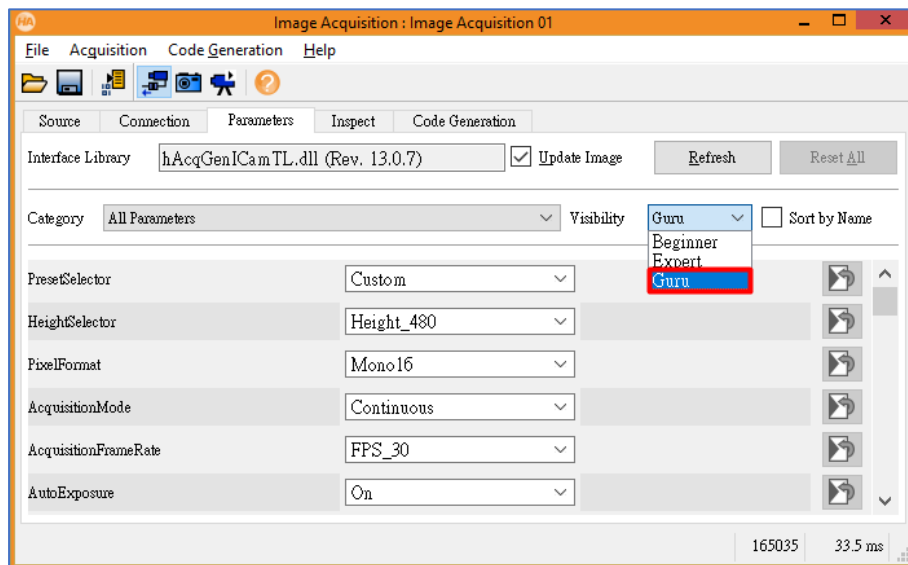 HA
Image Acquisition : Image Acquisition 01
File Acquisition Code Generation Help
Source Connection Parameters Inspect Code Generation
Interface Library hAcqGenICamTL.dll (Rev. 13.0.7) Update Image Refresh Reset All
Category All Parameters Visibility Guru Sort by Name
Beginner
Expert
Guru
PresetSelector Custom
HeightSelector Height_480
PixelFormat Mono16
AcquisitionMode Continuous
AcquisitionFrameRate FPS_30
AutoExposure On
165035 33.5 ms